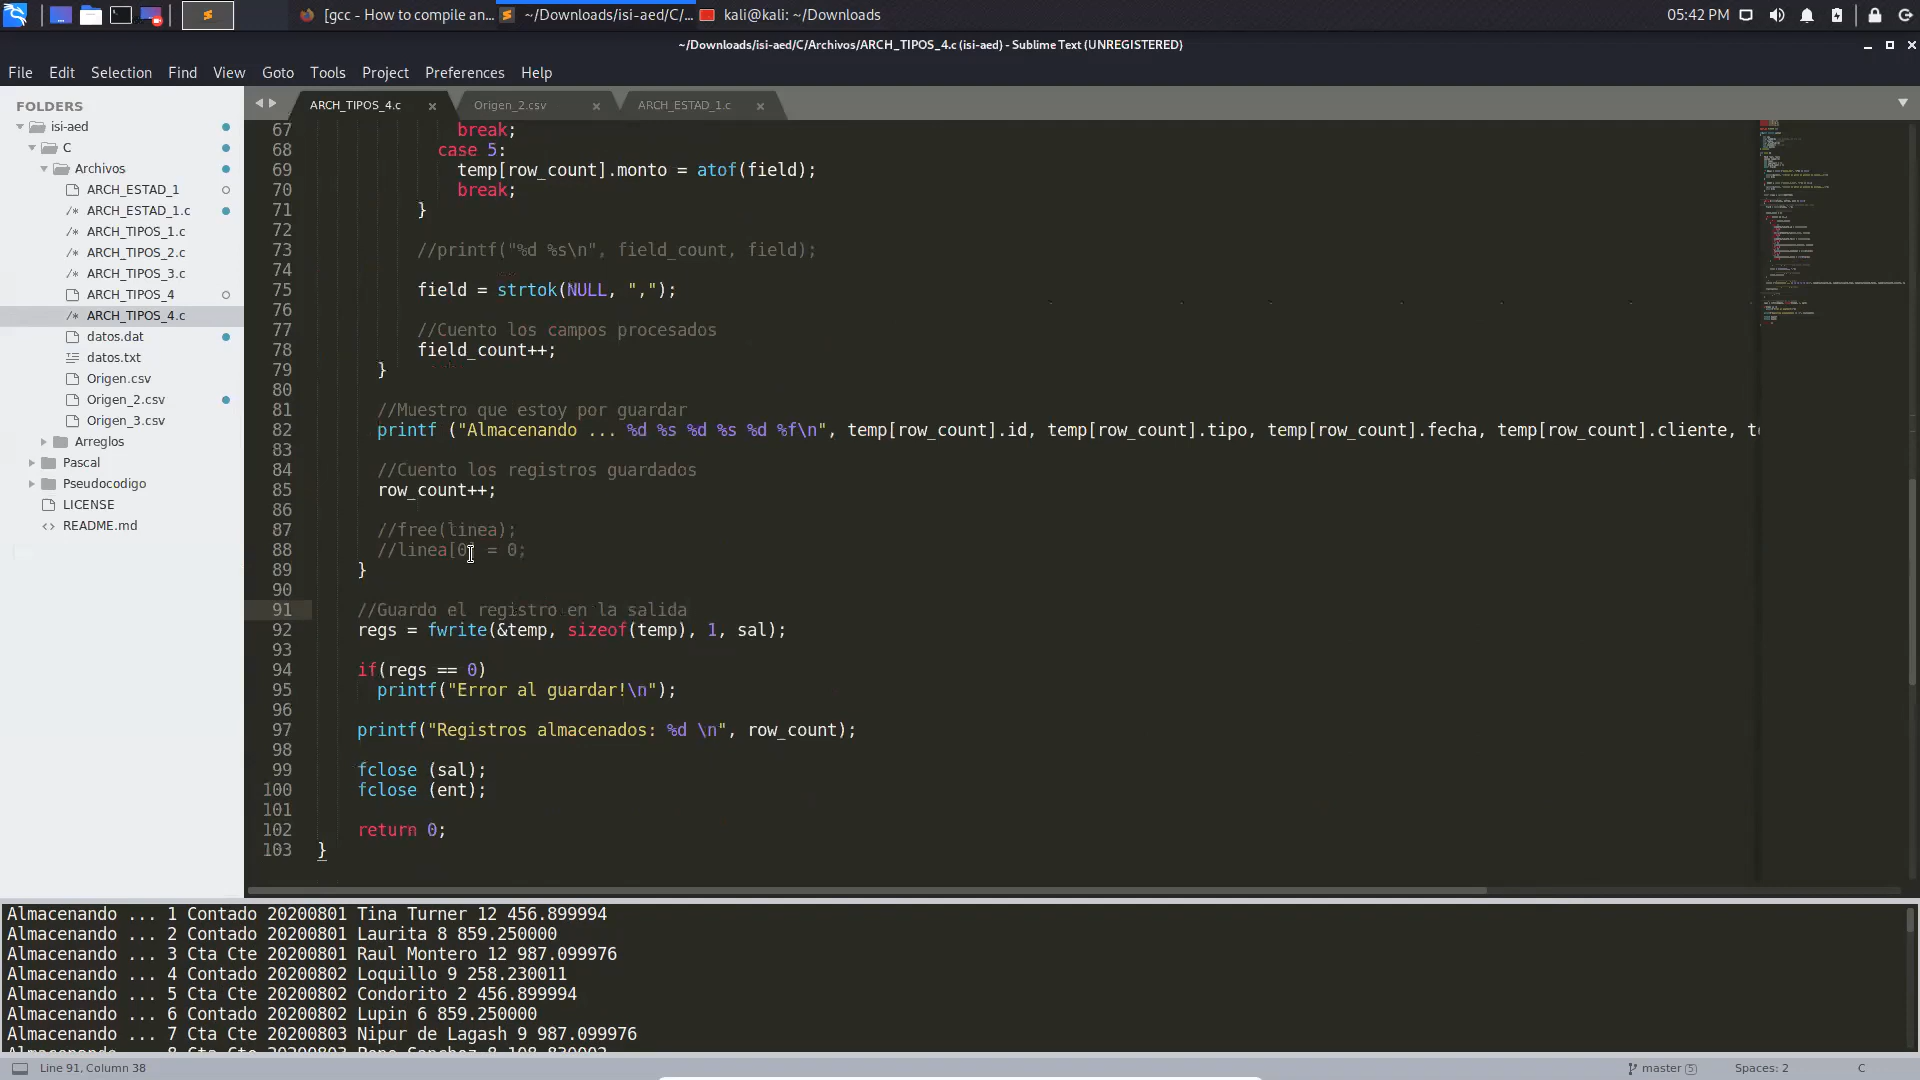 [gcc - How to compile an...
~/Downloads/isi-aed/C/...
kali@kali: ~/Downloads
05:42 PM
~/Downloads/isi-aed/C/Archivos/ARCH_TIPOS_4.c (isi-aed) - Sublime Text (UNREGISTERED)
File Edit Selection Find View Goto Tools Project Preferences Help
FOLDERS
isi-aed
C
Archivos
ARCH_ESTAD_1
/* ARCH_ESTAD_1.c
/* ARCH_TIPOS_1.c
/* ARCH_TIPOS_2.c
/* ARCH_TIPOS_3.c
ARCH_TIPOS_4
/* ARCH_TIPOS_4.c
datos.dat
datos.txt
Origen.csv
Origen_2.csv
Origen_3.csv
Arreglos
Pascal
Pseudocodigo
LICENSE
<> README.md
ARCH_TIPOS_4.c Origen_2.csv ARCH_ESTAD_1.c
67 break;
68 case 5:
69 temp[row_count].monto = atof(field);
70 break;
71 }
72
73 //printf("%d %s\n", field_count, field);
74
75 field = strtok(NULL, ",");
76
77 //Cuento los campos procesados
78 field_count++;
79 }
80
81 //Muestro que estoy por guardar
82 printf ("Almacenando ... %d %s %d %s %d %f\n", temp[row_count].id, temp[row_count].tipo, temp[row_count].fecha, temp[row_count].cliente, t
83
84 //Cuento los registros guardados
85 row_count++;
86
87 //free(linea);
88 //linea[0] = 0;
89 }
90
91 //Guardo el registro en la salida
92 regs = fwrite(&temp, sizeof(temp), 1, sal);
93
94 if(regs == 0)
95 printf("Error al guardar!\n");
96
97 printf("Registros almacenados: %d \n", row_count);
98
99 fclose (sal);
100 fclose (ent);
101
102 return 0;
103 }
Almacenando ... 1 Contado 20200801 Tina Turner 12 456.899994
Almacenando ... 2 Contado 20200801 Laurita 8 859.250000
Almacenando ... 3 Cta Cte 20200801 Raul Montero 12 987.099976
Almacenando ... 4 Contado 20200802 Loquillo 9 258.230011
Almacenando ... 5 Cta Cte 20200802 Condorito 2 456.899994
Almacenando ... 6 Contado 20200802 Lupin 6 859.250000
Almacenando ... 7 Cta Cte 20200803 Nipur de Lagash 9 987.099976
Line 91, Column 38
master 5
Spaces: 2
C